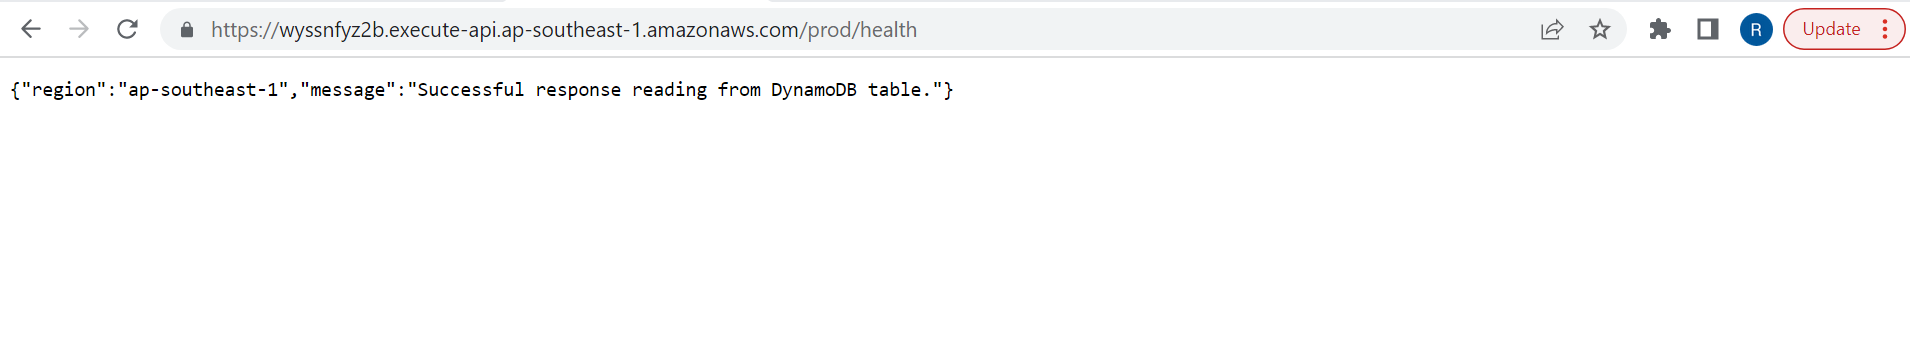 https://wyssnfyz2b.execute-api.ap-southeast-1.amazonaws.com/prod/health
R
Update
{"region":"ap-southeast-1","message":"Successful response reading from DynamoDB table."}